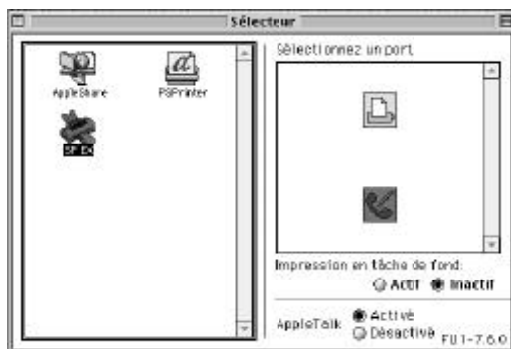 Sélecteur
AppleShare
PSPrinter
Sélectionnez un port
Impression en tâche de fond:
Actif Inactif
AppleTalk
Activé
Désactivé
FU1-7.6.0